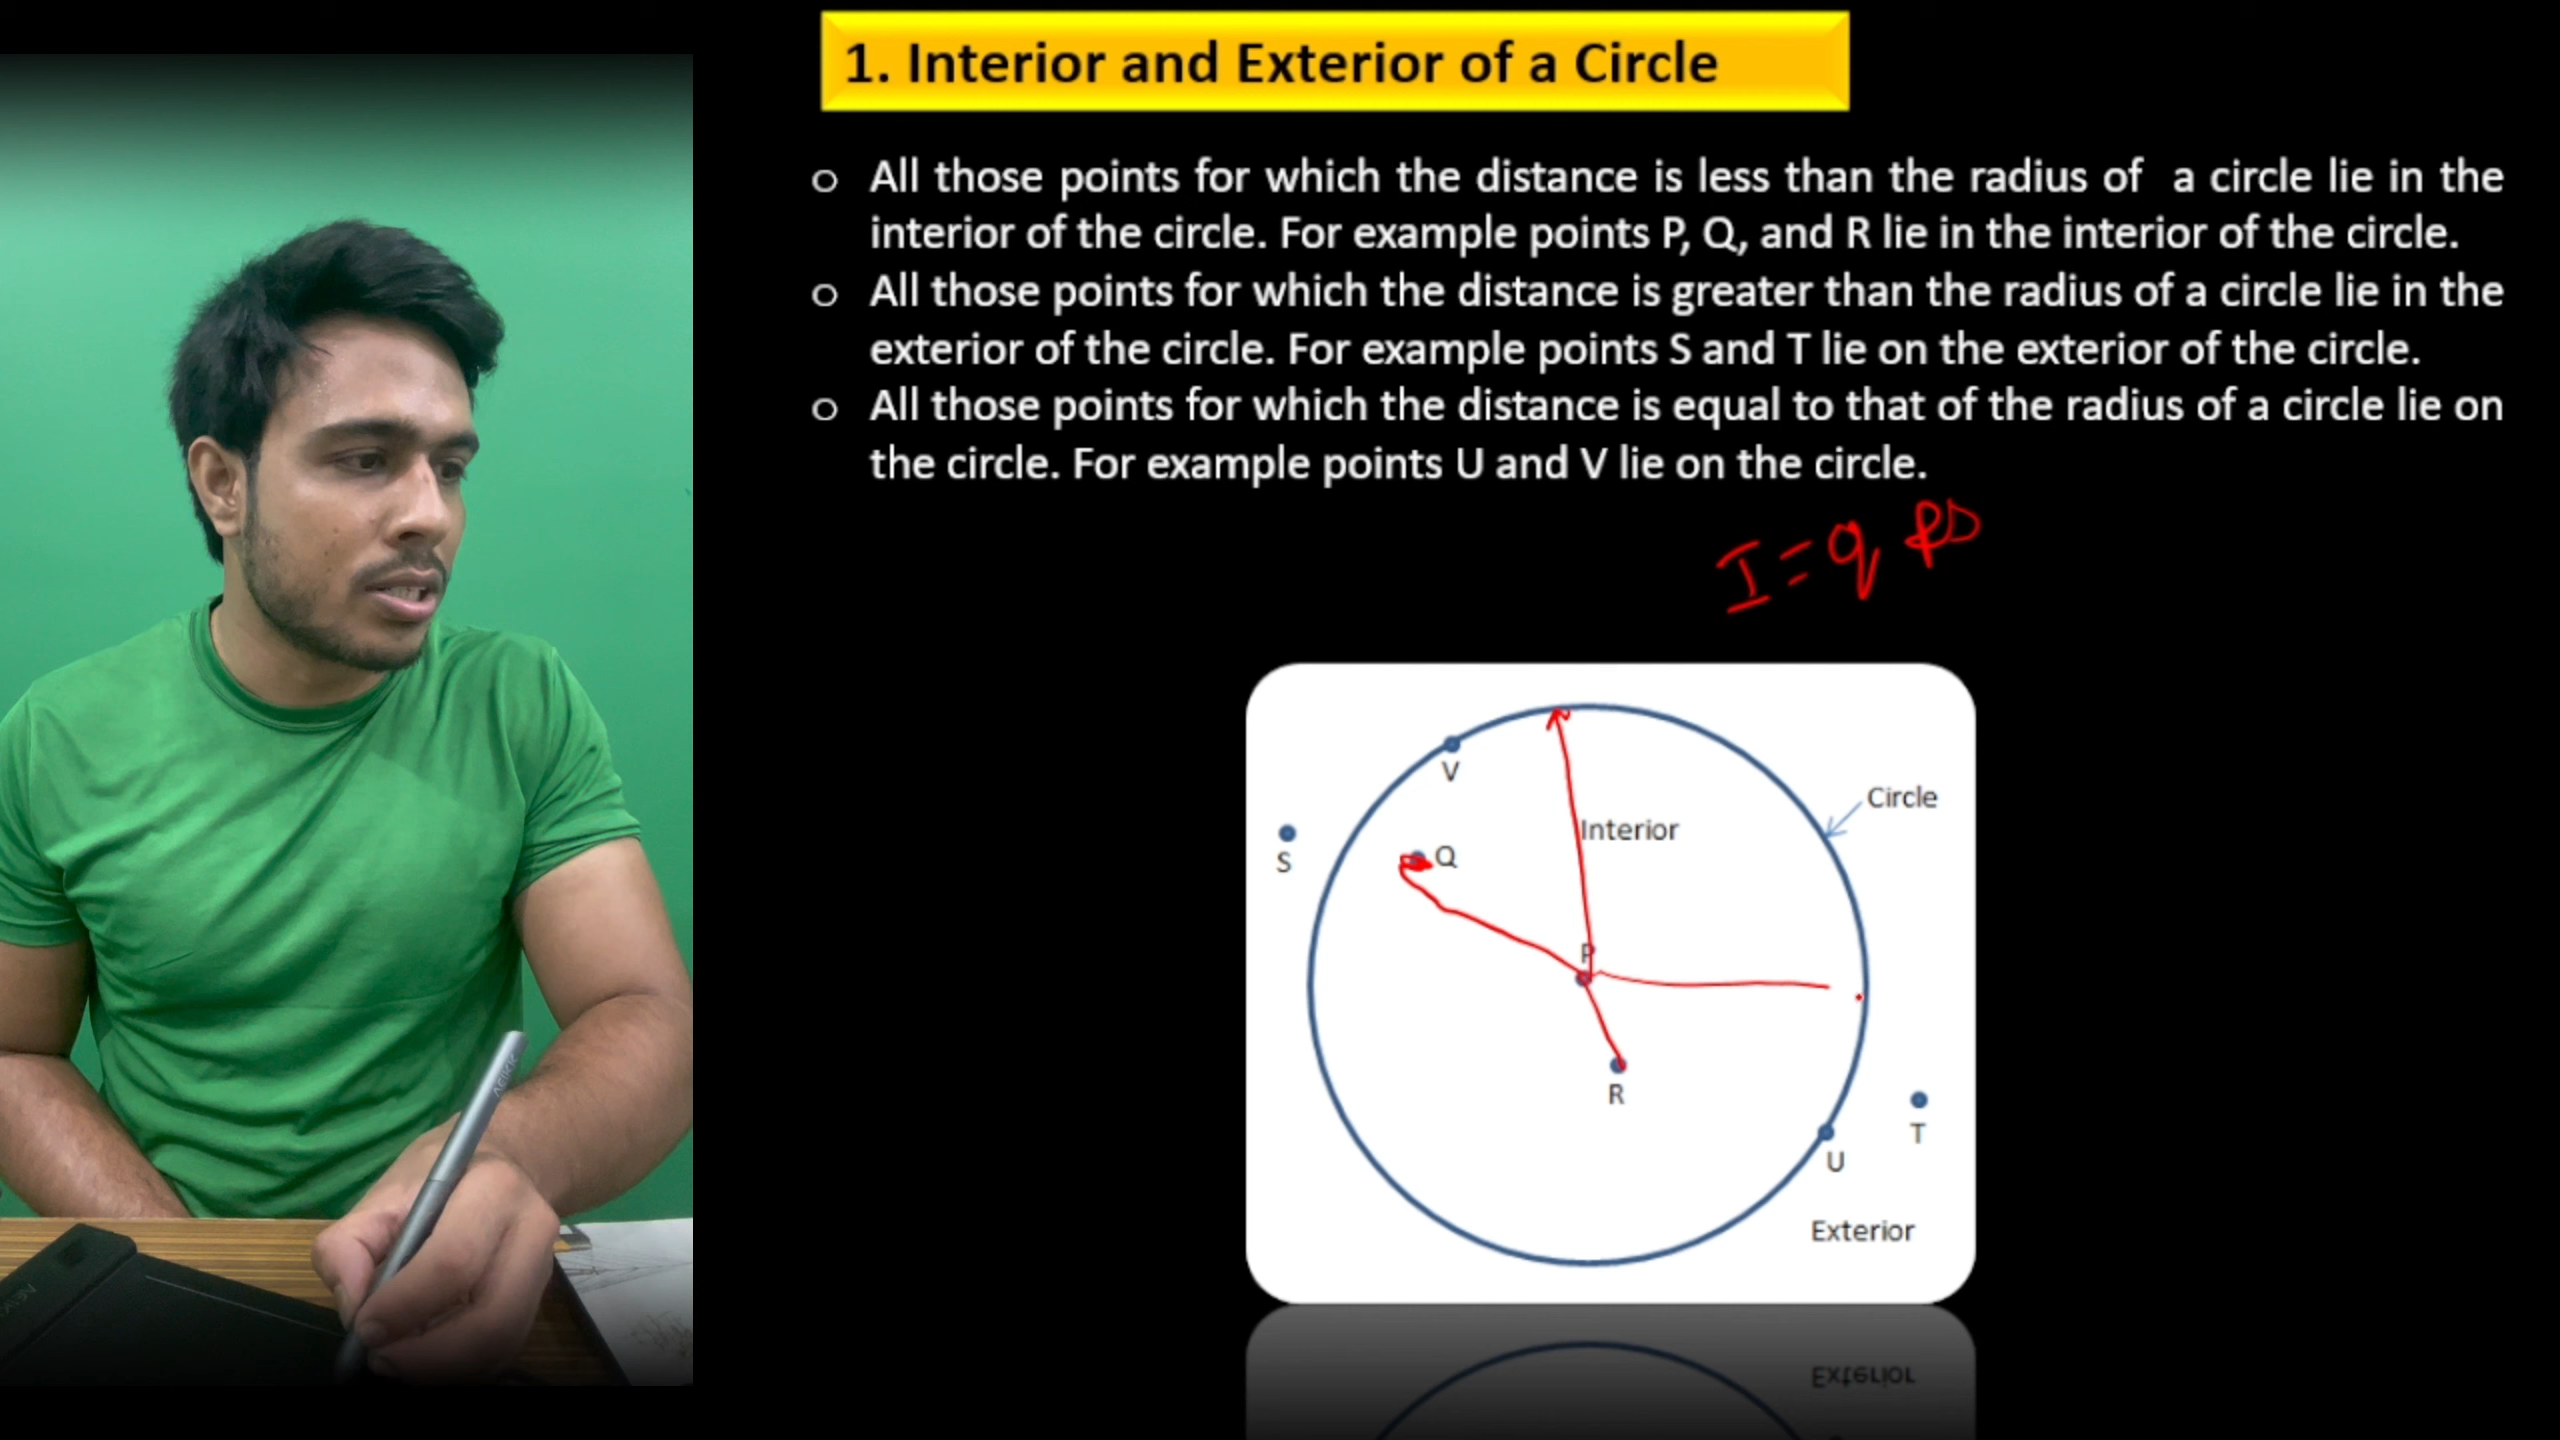 1. Interior and Exterior of a Circle
o All those points for which the distance is less than the radius of a circle lie in the
interior of the circle. For example points P, Q, and R lie in the interior of the circle.
o All those points for which the distance is greater than the radius of a circle lie in the
exterior of the circle. For example points S and T lie on the exterior of the circle.
o All those points for which the distance is equal to that of the radius of a circle lie on
the circle. For example points U and V lie on the circle.
I = q
V
Circle
Interior
S
Q
P
R
T
U
Exterior
Exterior